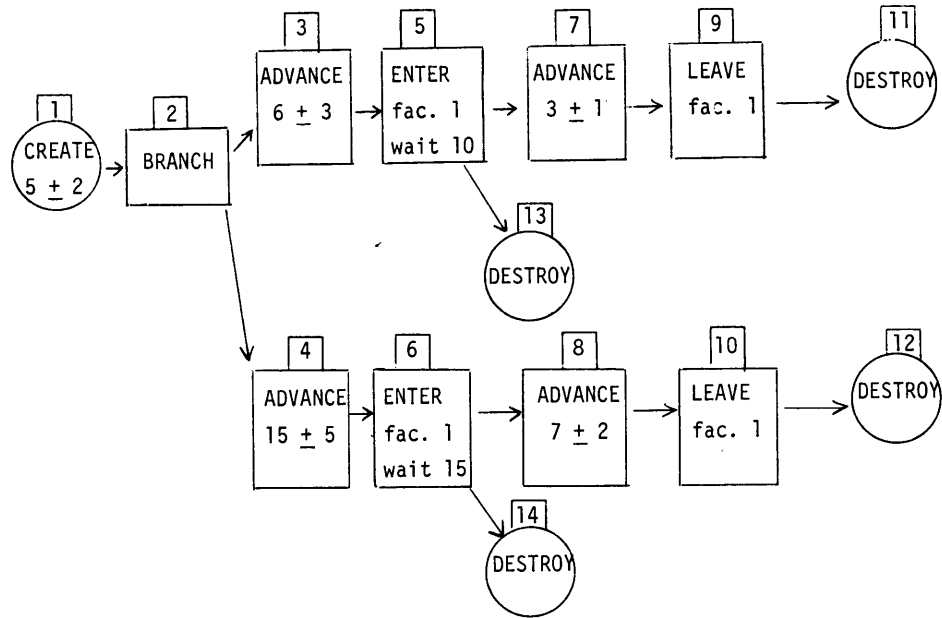 1
CREATE
5 ± 2
2
BRANCH
3
ADVANCE
6 ± 3
5
ENTER
fac. 1
wait 10
7
ADVANCE
3 ± 1
9
LEAVE
fac. 1
11
DESTROY
13
DESTROY
4
ADVANCE
15 ± 5
6
ENTER
fac. 1
wait 15
8
ADVANCE
7 ± 2
10
LEAVE
fac. 1
12
DESTROY
14
DESTROY